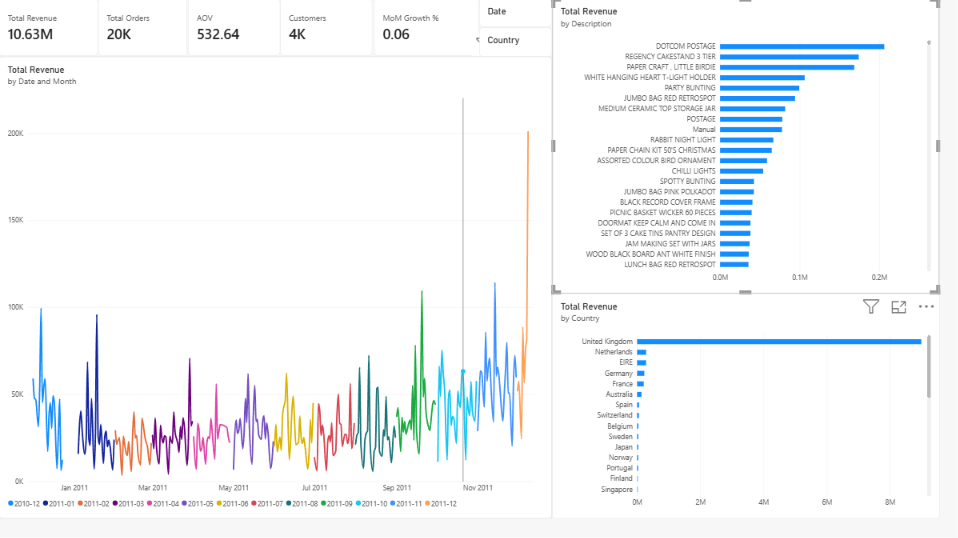 Total Revenue
10.63M
Total Orders
20K
AOV
532.64
Customers
4K
MoM Growth %
0.06
Date
Country
Total Revenue
by Date and Month
200K
150K
100K
50K
0K
Jan 2011 Mar 2011 May 2011 Jul 2011 Sep 2011 Nov 2011
2010-12 2011-01 2011-02 2011-03 2011-04 2011-05 2011-06 2011-07 2011-08 2011-09 2011-10 2011-11 2011-12
Total Revenue
by Description
DOTCOM POSTAGE
REGENCY CAKESTAND 3 TIER
PAPER CRAFT , LITTLE BIRDIE
WHITE HANGING HEART T-LIGHT HOLDER
PARTY BUNTING
JUMBO BAG RED RETROSPOT
MEDIUM CERAMIC TOP STORAGE JAR
POSTAGE
Manual
RABBIT NIGHT LIGHT
PAPER CHAIN KIT 50'S CHRISTMAS
ASSORTED COLOUR BIRD ORNAMENT
CHILLI LIGHTS
SPOTTY BUNTING
JUMBO BAG PINK POLKADOT
BLACK RECORD COVER FRAME
PICNIC BASKET WICKER 60 PIECES
DOORMAT KEEP CALM AND COME IN
SET OF 3 CAKE TINS PANTRY DESIGN
JAM MAKING SET WITH JARS
WOOD BLACK BOARD ANT WHITE FINISH
LUNCH BAG RED RETROSPOT
0.0M 0.1M 0.2M
Total Revenue
by Country
United Kingdom
Netherlands
EIRE
Germany
France
Australia
Spain
Switzerland
Belgium
Sweden
Japan
Norway
Portugal
Finland
Singapore
0M 2M 4M 6M 8M